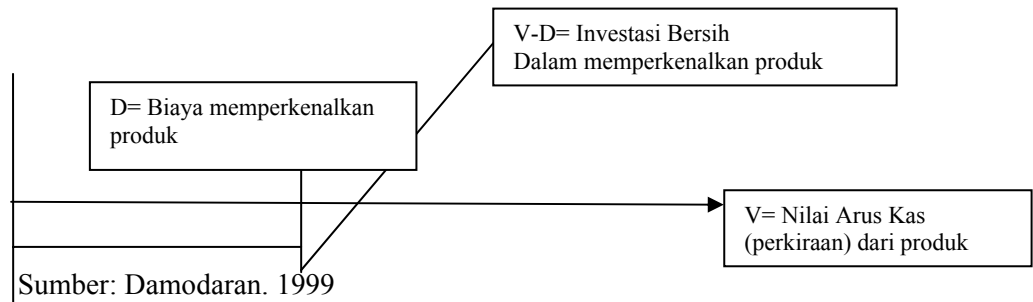 V-D= Investasi Bersih
Dalam memperkenalkan produk
D= Biaya memperkenalkan
produk
V= Nilai Arus Kas
(perkiraan) dari produk
Sumber: Damodaran. 1999